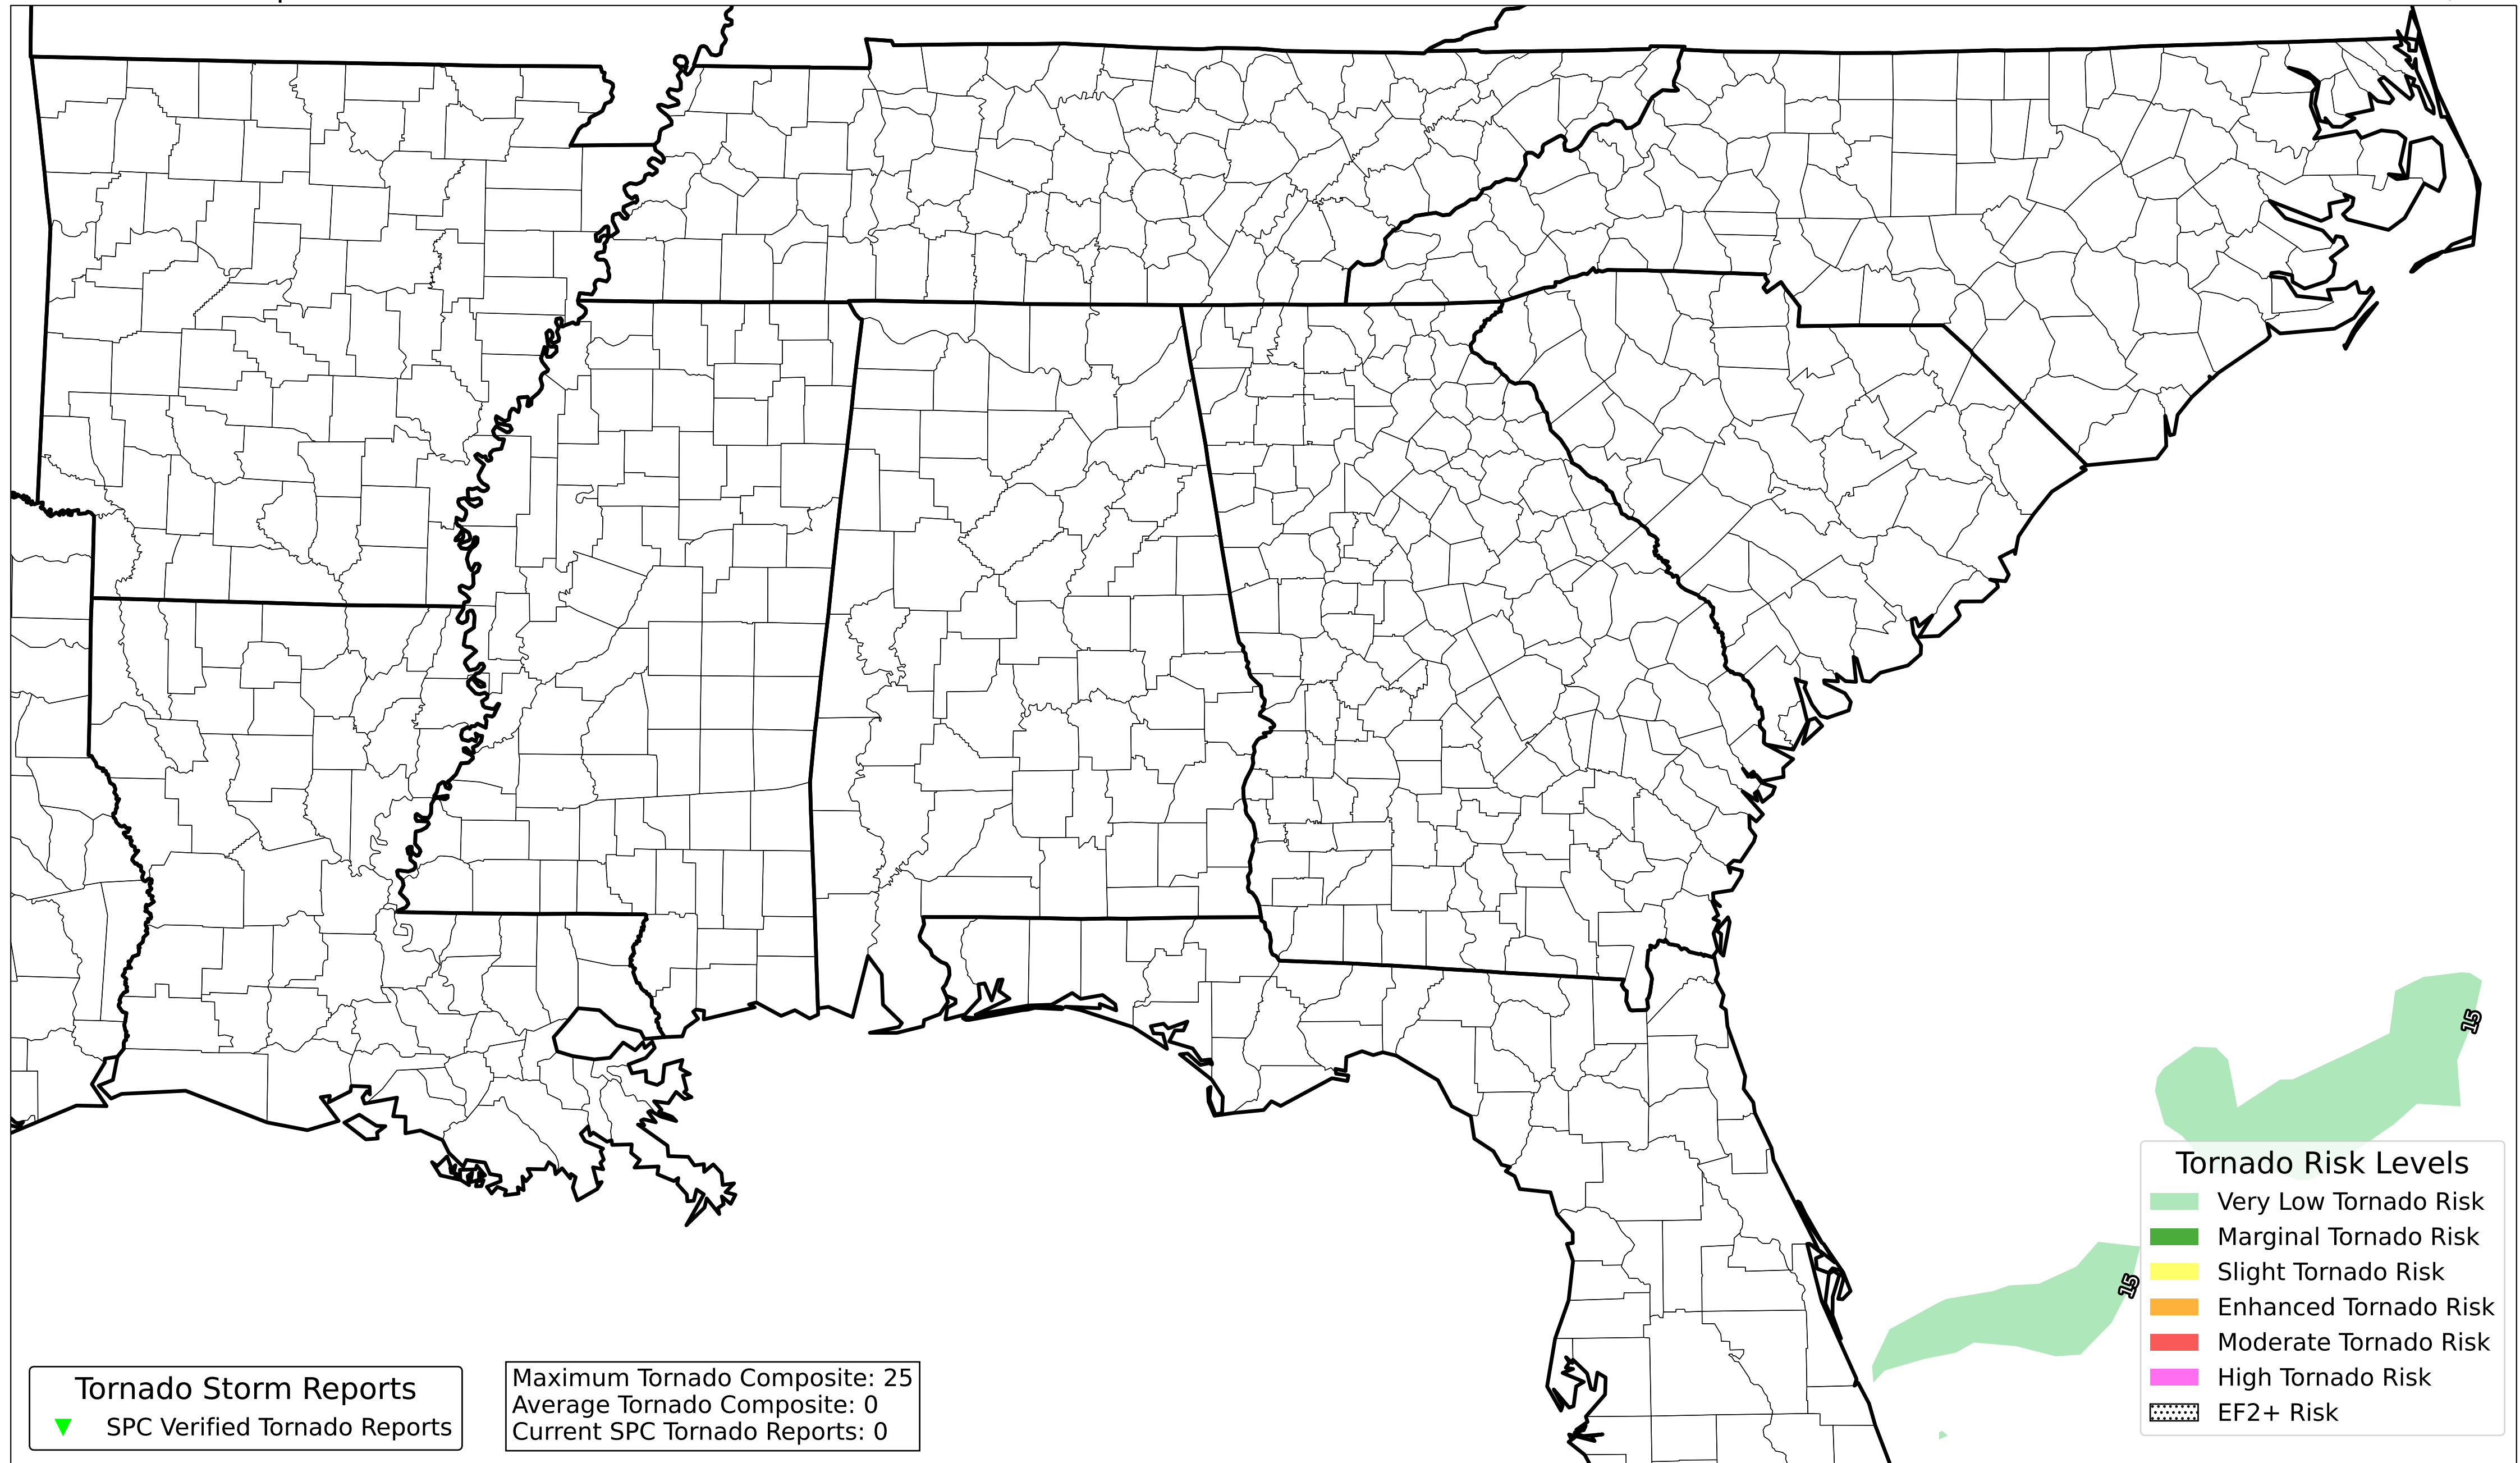 15
15
Tornado Risk Levels
Very Low Tornado Risk
Marginal Tornado Risk
Slight Tornado Risk
Enhanced Tornado Risk
Moderate Tornado Risk
High Tornado Risk
EF2+ Risk
Tornado Storm Reports
SPC Verified Tornado Reports
Maximum Tornado Composite: 25
Average Tornado Composite: 0
Current SPC Tornado Reports: 0